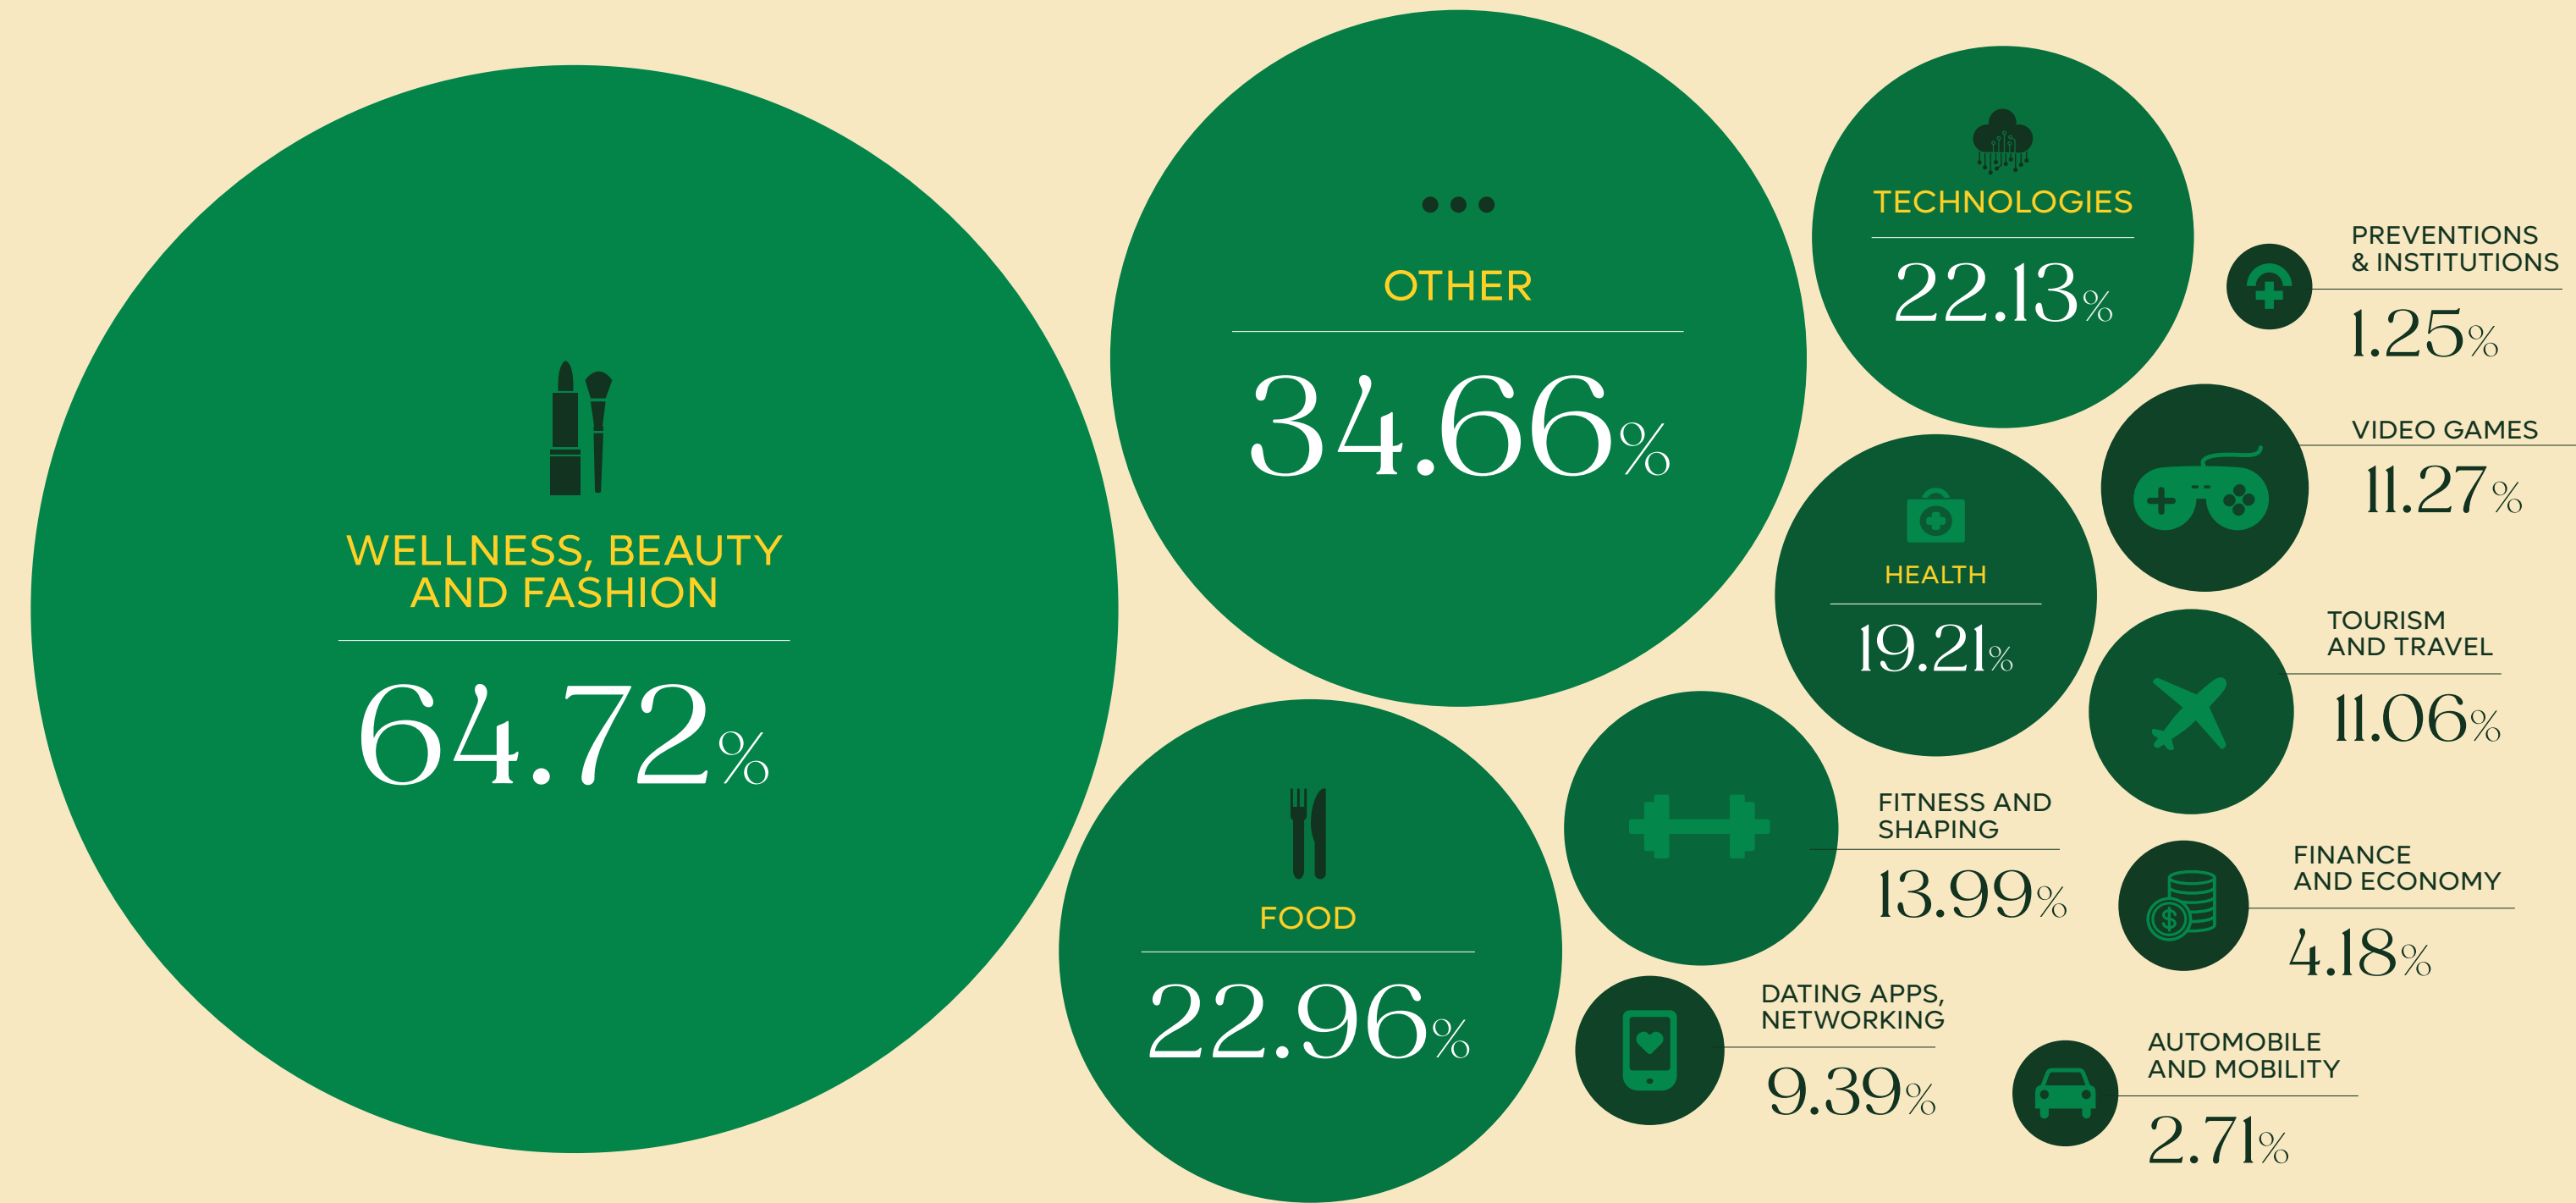 WELLNESS, BEAUTY
AND FASHION
64.72%
OTHER
34.66%
FOOD
22.96%
TECHNOLOGIES
22.13%
HEALTH
19.21%
FITNESS AND
SHAPING
13.99%
DATING APPS,
NETWORKING
9.39%
PREVENTIONS
& INSTITUTIONS
1.25%
VIDEO GAMES
11.27%
TOURISM
AND TRAVEL
11.06%
FINANCE
AND ECONOMY
4.18%
$
AUTOMOBILE
AND MOBILITY
2.71%